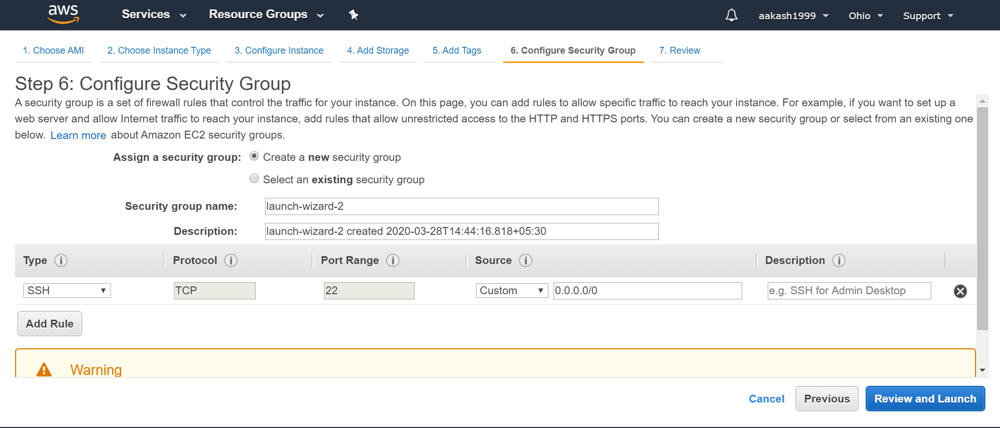 aws Services Resource Groups aakash1999 Ohio Support
1. Choose AMI 2. Choose Instance Type 3. Configure Instance 4. Add Storage 5. Add Tags 6. Configure Security Group 7. Review
Step 6: Configure Security Group
A security group is a set of firewall rules that control the traffic for your instance. On this page, you can add rules to allow specific traffic to reach your instance. For example, if you want to set up a
web server and allow Internet traffic to reach your instance, add rules that allow unrestricted access to the HTTP and HTTPS ports. You can create a new security group or select from an existing one
below. Learn more about Amazon EC2 security groups.
Assign a security group: Create a new security group
Select an existing security group
Security group name: launch-wizard-2
Description: launch-wizard-2 created 2020-03-28T14:44:16.818+05:30
Type Protocol Port Range Source Description
SSH TCP 22 Custom 0.0.0.0/0 e.g. SSH for Admin Desktop
Add Rule
Warning
Cancel Previous Review and Launch